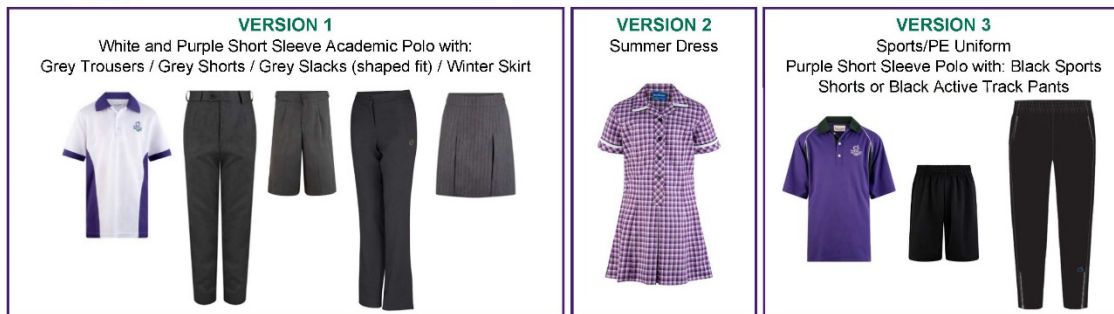 VERSION 1
White and Purple Short Sleeve Academic Polo with:
Grey Trousers / Grey Shorts / Grey Slacks (shaped fit) / Winter Skirt
VERSION 2
Summer Dress
VERSION 3
Sports/PE Uniform
Purple Short Sleeve Polo with: Black Sports
Shorts or Black Active Track Pants